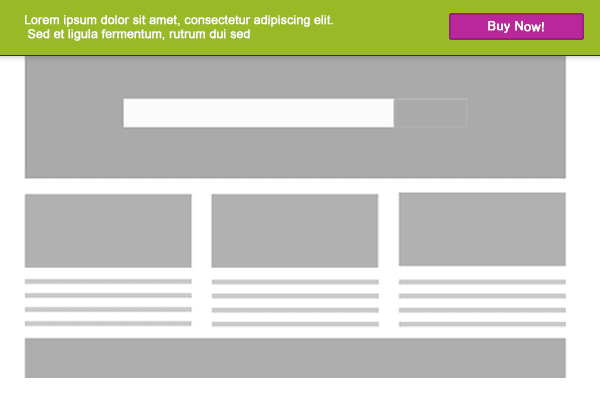 Lorem ipsum dolor sit amet, consectetur adipiscing elit.
Sed et ligula fermentum, rutrum dui sed
Buy Now!